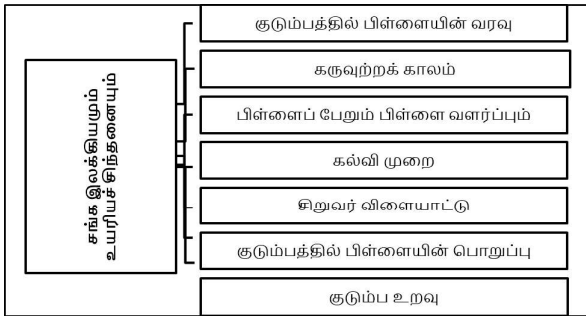 சங்க இலக்கியமும்
உயரியச் சிந்தனையும்
குடும்பத்தில் பிள்ளையின் வரவு
கருவுற்றக் காலம்
பிள்ளைப் பேறும் பிள்ளை வளர்ப்பும்
கல்வி முறை
சிறுவர் விளையாட்டு
குடும்பத்தில் பிள்ளையின் பொறுப்பு
குடும்ப உறவு